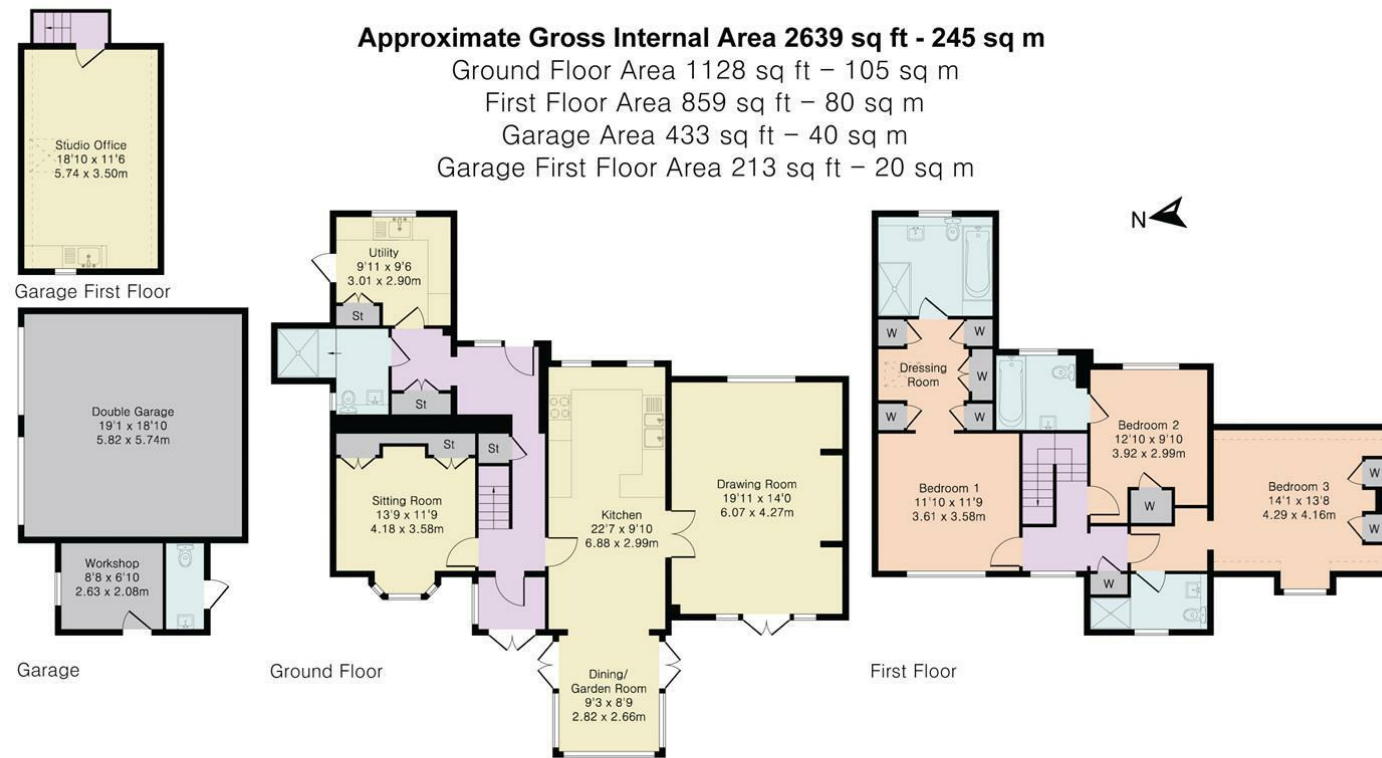 Approximate Gross Internal Area 2639 sq ft - 245 sq m
Ground Floor Area 1128 sq ft – 105 sq m
First Floor Area 859 sq ft – 80 sq m
Garage Area 433 sq ft – 40 sq m
Garage First Floor Area 213 sq ft – 20 sq m
Studio Office
18'10 x 11'6
5.74 x 3.50m
Garage First Floor
Double Garage
19'1 x 18'10
5.82 x 5.74m
Workshop
8'8 x 6'10
2.63 x 2.08m
Garage
Utility
9'11 x 9'6
3.01 x 2.90m
St
St
St
St
Sitting Room
13'9 x 11'9
4.18 x 3.58m
Kitchen
22'7 x 9'10
6.88 x 2.99m
Drawing Room
19'11 x 14'0
6.07 x 4.27m
Dining/
Garden Room
9'3 x 8'9
2.82 x 2.66m
Ground Floor
N
W
W
Dressing
Room
W
W
W
Bedroom 1
11'10 x 11'9
3.61 x 3.58m
Bedroom 2
12'10 x 9'10
3.92 x 2.99m
W
Bedroom 3
14'1 x 13'8
4.29 x 4.16m
W
W
W
First Floor